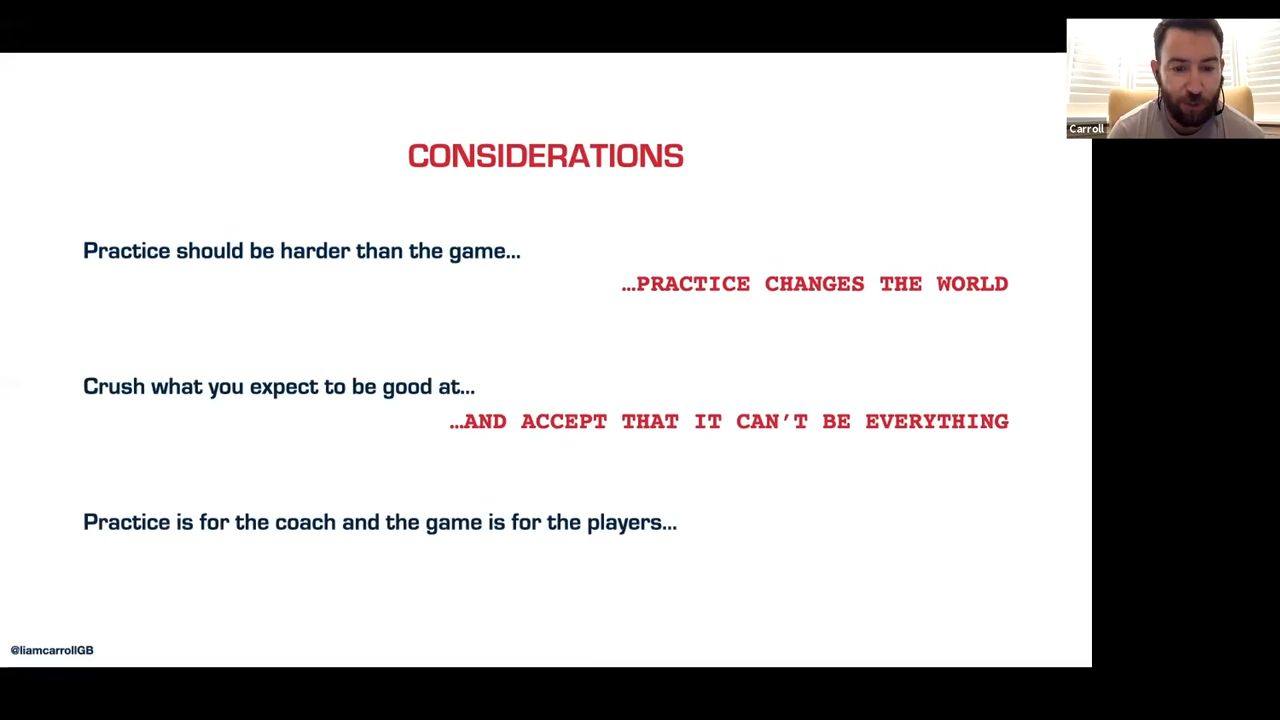 Carroll
CONSIDERATIONS
Practice should be harder than the game...
...PRACTICE CHANGES THE WORLD
Crush what you expect to be good at...
...AND ACCEPT THAT IT CAN'T BE EVERYTHING
Practice is for the coach and the game is for the players...
@liamcarrollGB